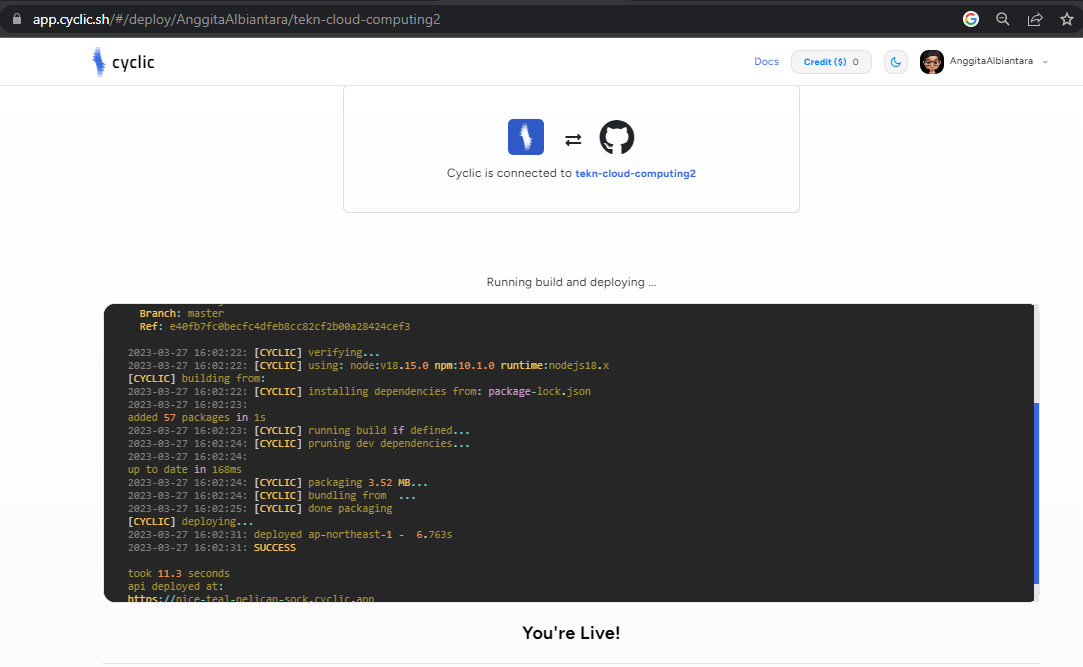 app.cyclic.sh/#/deploy/AnggitaAlbiantara/tekn-cloud-computing2
cyclic
Docs
Credit ($) 0
AnggitaAlbiantara
Cyclic is connected to tekn-cloud-computing2
Running build and deploying ...
Branch: master
Ref: e40fb7fc0becfc4dfeb8cc82cf2b00a28424cef3
2023-03-27 16:02:22: [CYCLIC] verifying...
2023-03-27 16:02:22: [CYCLIC] using: node:v18.15.0 npm:10.1.0 runtime:nodejs18.x
[CYCLIC] building from:
2023-03-27 16:02:22: [CYCLIC] installing dependencies from: package-lock.json
2023-03-27 16:02:23:
added 57 packages in 1s
2023-03-27 16:02:23: [CYCLIC] running build if defined...
2023-03-27 16:02:24: [CYCLIC] pruning dev dependencies...
2023-03-27 16:02:24:
up to date in 168ms
2023-03-27 16:02:24: [CYCLIC] packaging 3.52 MB...
2023-03-27 16:02:24: [CYCLIC] bundling from ...
2023-03-27 16:02:25: [CYCLIC] done packaging
[CYCLIC] deploying...
2023-03-27 16:02:31: deployed ap-northeast-1 - 6.763s
2023-03-27 16:02:31: SUCCESS
took 11.3 seconds
api deployed at:
https://nice-teal-pelican-sock.cyclic.app
You're Live!